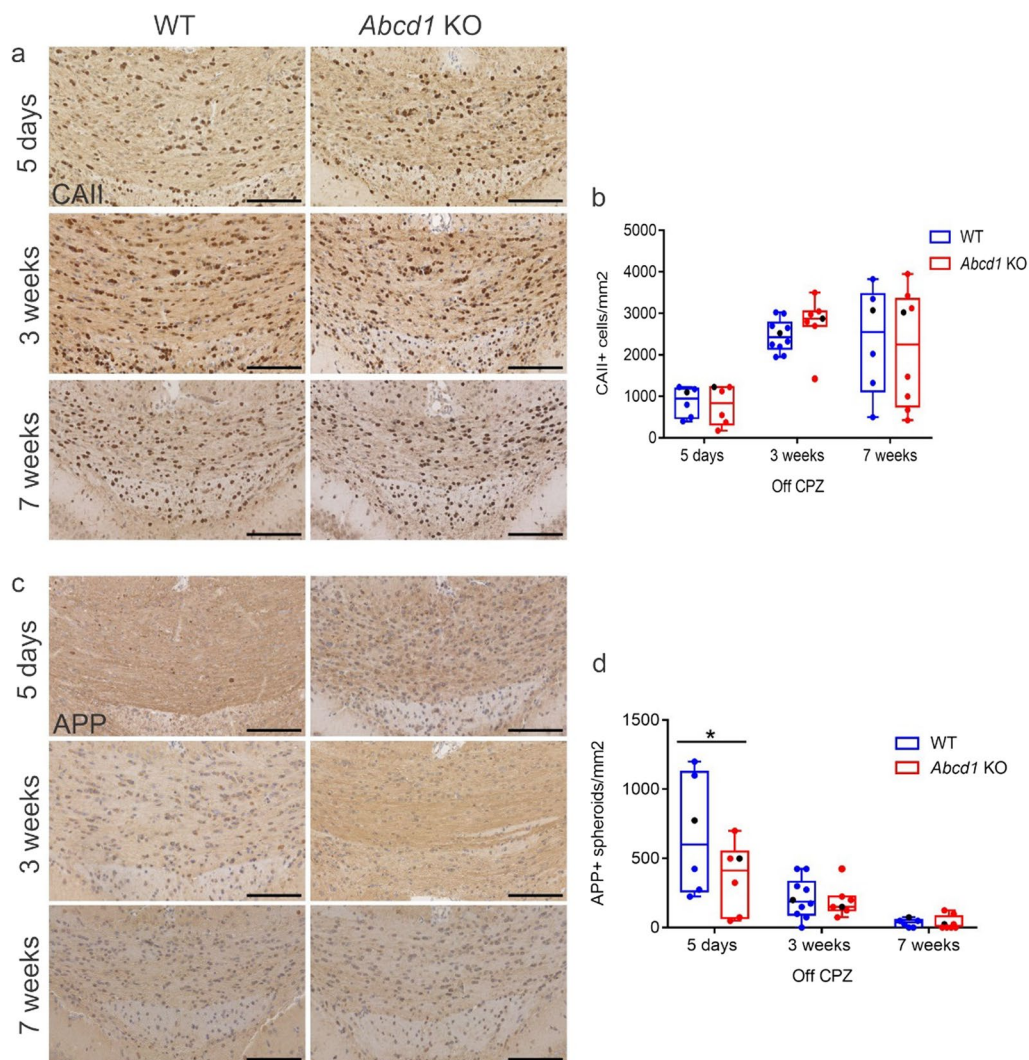 WT
Abcd1 KO
a
5 days
CAII
3 weeks
7 weeks
b
CAII+ cells/mm2
5000
4000
3000
2000
1000
0
5 days
3 weeks
7 weeks
Off CPZ
WT
Abcd1 KO
c
5 days
APP
3 weeks
7 weeks
d
APP+ spheroids/mm2
1500
1000
500
0
*
5 days
3 weeks
7 weeks
Off CPZ
WT
Abcd1 KO